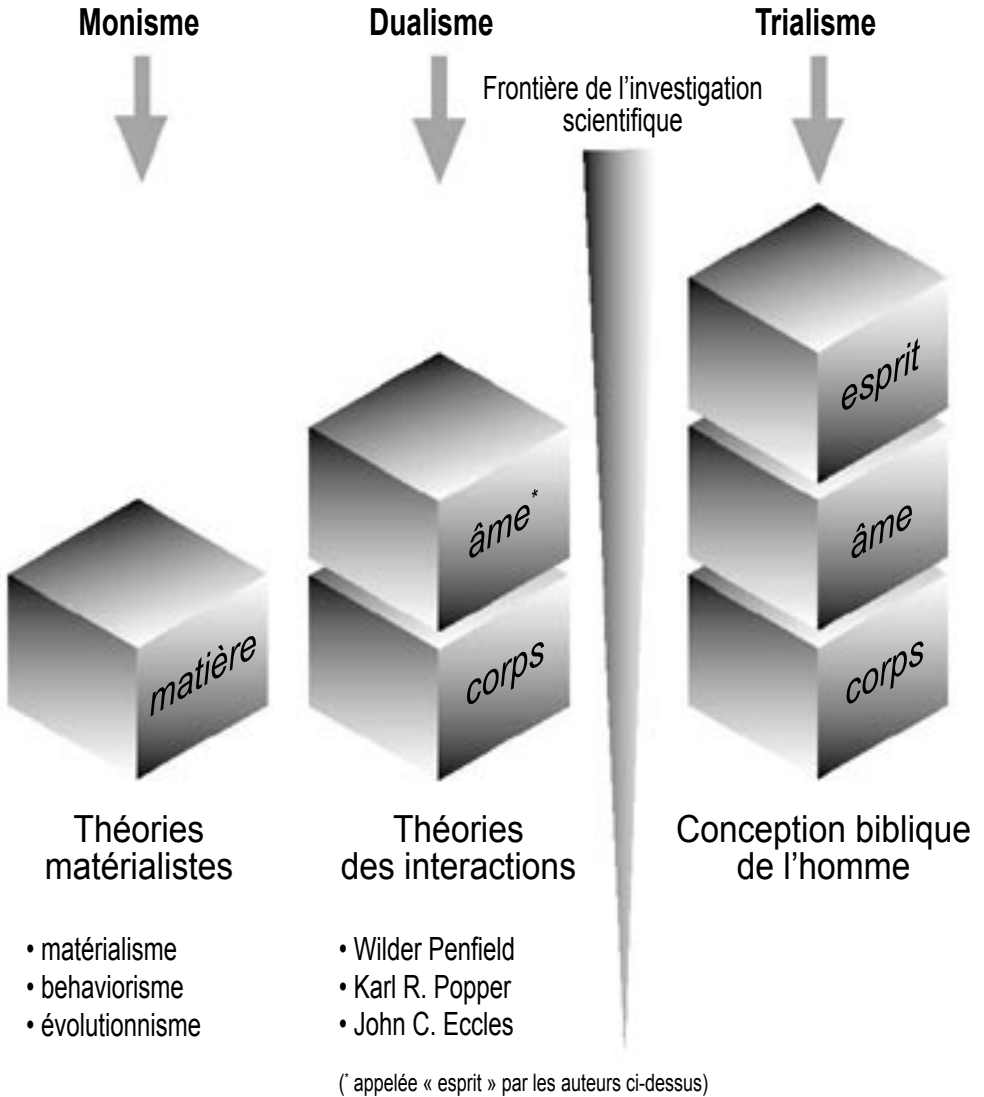 Monisme
Dualisme
Trialisme
Frontière de l’investigation
scientifique
matière
âme*
corps
esprit
âme
corps
Théories
matérialistes
• matérialisme
• behaviorisme
• évolutionnisme
Théories
des interactions
• Wilder Penfield
• Karl R. Popper
• John C. Eccles
(* appelée « esprit » par les auteurs ci-dessus)
Conception biblique
de l’homme